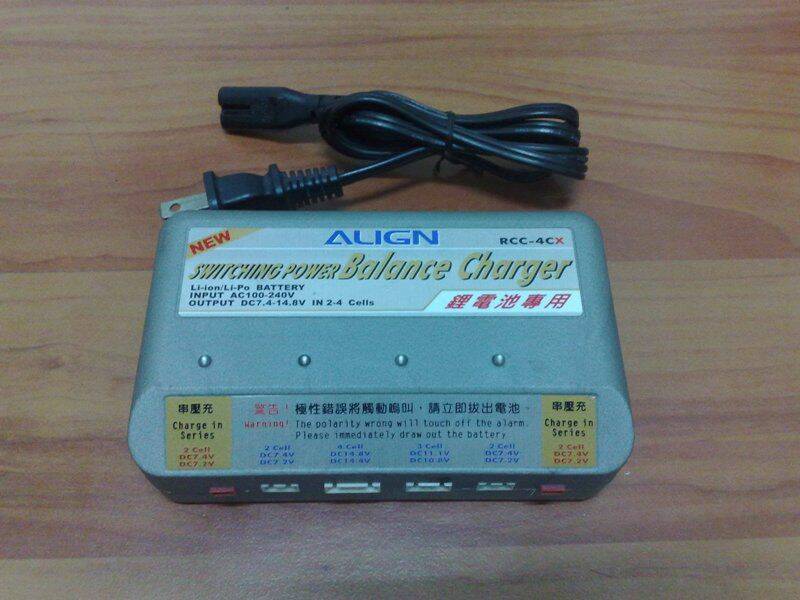 NEW
ALIGN
RCC-4CX
SWITCHING POWER Balance Charger
Li-ion/Li-Po BATTERY
INPUT AC100-240V
OUTPUT DC7.4-14.8V IN 2-4 Cells
鋰電池專用
串壓充
Charge in
Series
2 Cell
DC7.4V
DC7.2V
警告！極性錯誤將觸動鳴叫，請立即拔出電池。
Warning! The polarity wrong will touch off the alarm.
Please immediately draw out the battery.
2 Cell
DC7.4V
DC7.2V
4 Cell
DC14.8V
DC14.4V
3 Cell
DC11.1V
DC10.8V
2 Cell
DC7.4V
DC7.2V
串壓充
Charge in
Series
2 Cell
DC7.4V
DC7.2V